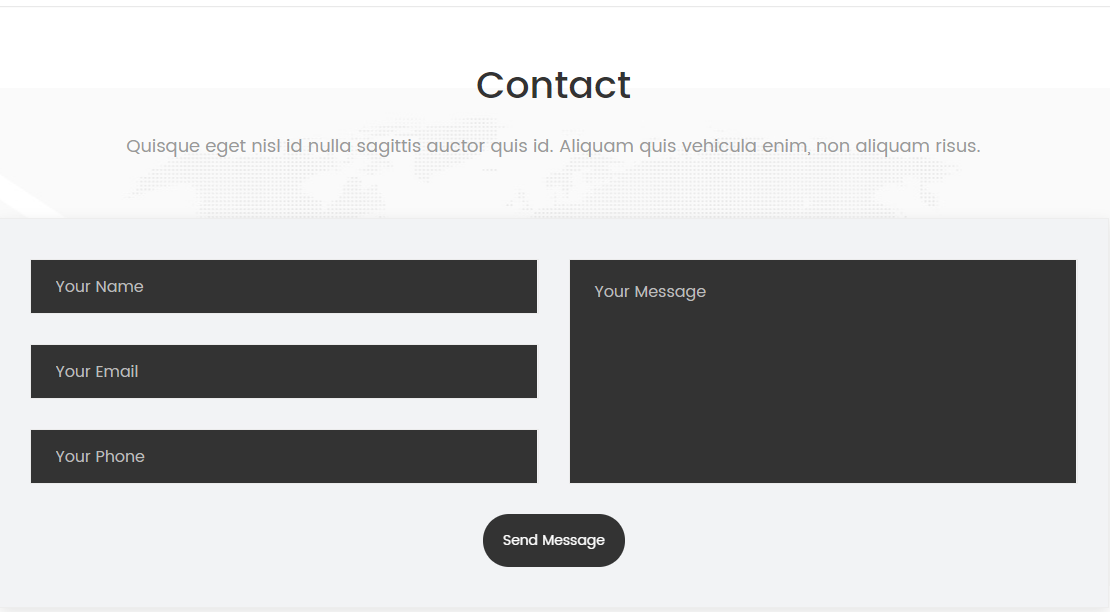 Contact
Quisque eget nisl id nulla sagittis auctor quis id. Aliquam quis vehicula enim, non aliquam risus.
Your Name
Your Email
Your Phone
Your Message
Send Message